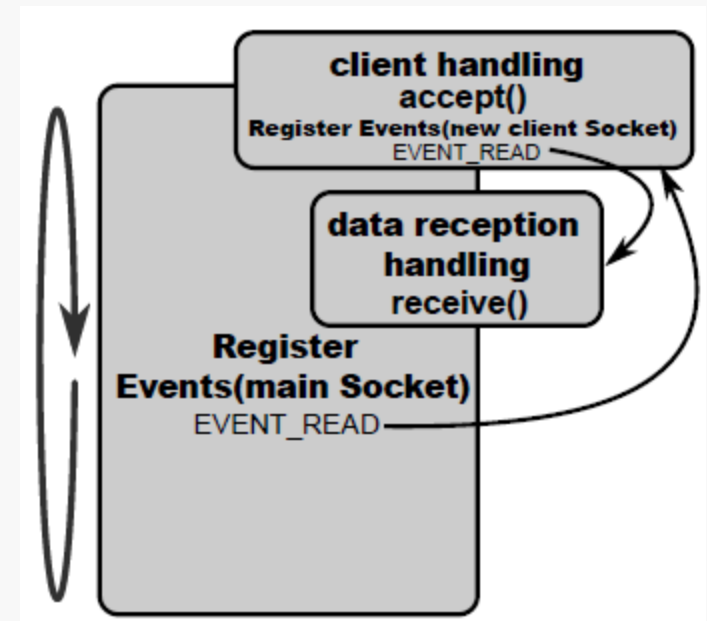 client handling
accept()
Register Events(new client Socket)
EVENT_READ
data reception
handling
receive()
Register
Events(main Socket)
EVENT_READ